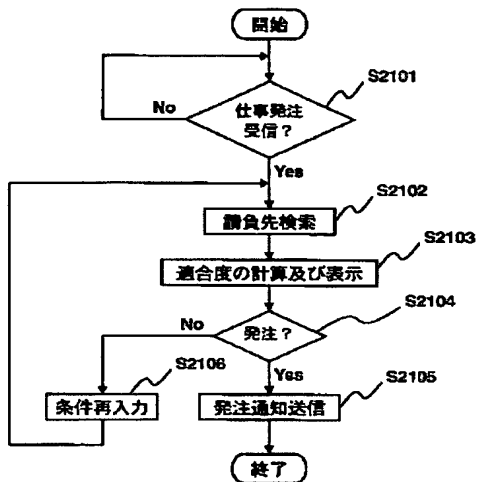 開始
S2101
No
仕事発注
受信？
Yes
S2102
請負先検索
S2103
適合度の計算及び表示
S2104
No
発注？
S2106
Yes
S2105
条件再入力
発注通知送信
終了